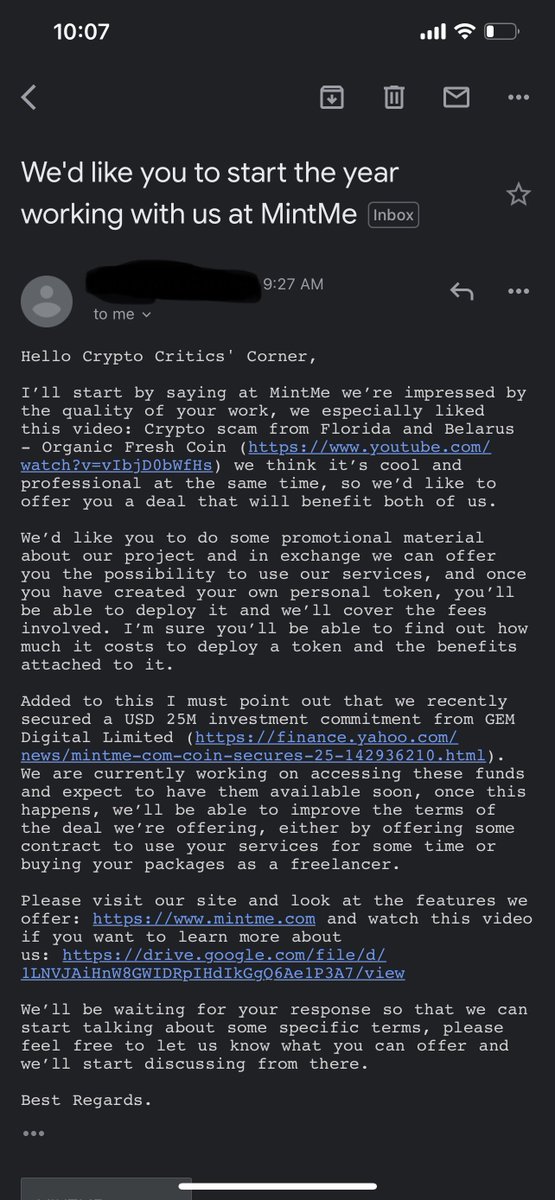 10:07
We'd like you to start the year
working with us at MintMe Inbox
9:27 AM
to me
Hello Crypto Critics' Corner,
I'll start by saying at MintMe we're impressed by
the quality of your work, we especially liked
this video: Crypto scam from Florida and Belarus
- Organic Fresh Coin (https://www.youtube.com/
watch?v=vIbjD0bWfHs) we think it's cool and
professional at the same time, so we'd like to
offer you a deal that will benefit both of us.
We'd like you to do some promotional material
about our project and in exchange we can offer
you the possibility to use our services, and once
you have created your own personal token, you'll
be able to deploy it and we'll cover the fees
involved. I'm sure you'll be able to find out how
much it costs to deploy a token and the benefits
attached to it.
Added to this I must point out that we recently
secured a USD 25M investment commitment from GEM
Digital Limited (https://finance.yahoo.com/
news/mintme-com-coin-secures-25-142936210.html).
We are currently working on accessing these funds
and expect to have them available soon, once this
happens, we'll be able to improve the terms of
the deal we're offering, either by offering some
contract to use your services for some time or
buying your packages as a freelancer.
Please visit our site and look at the features we
offer: https://www.mintme.com and watch this video
if you want to learn more about
us: https://drive.google.com/file/d/
1LNVJAiHnW8GWIDRpIHdIkGgQ6Ae1P3A7/view
We'll be waiting for your response so that we can
start talking about some specific terms, please
feel free to let us know what you can offer and
we'll start discussing from there.
Best Regards.